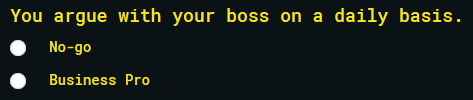 You argue with your boss on a daily basis.
No-go
Business Pro